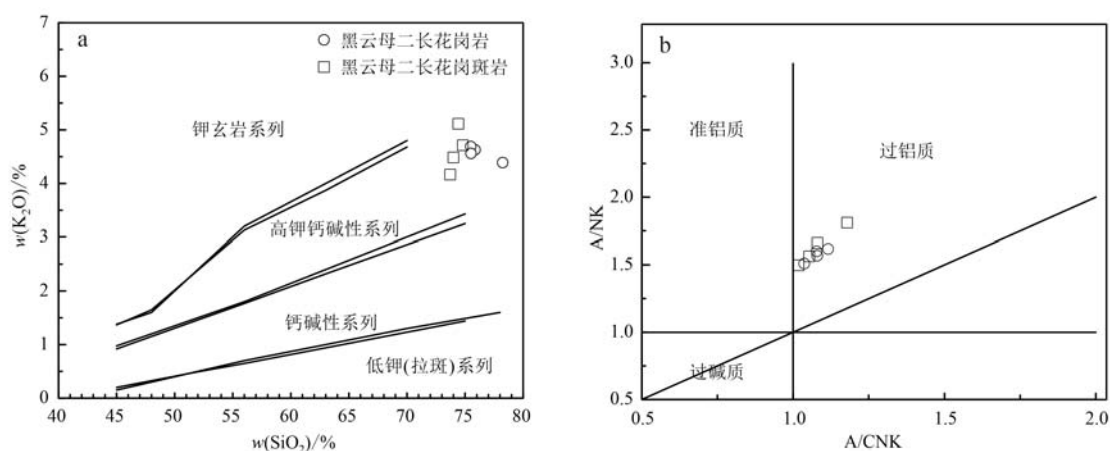 a
黑云母二长花岗岩
黑云母二长花岗斑岩
钾玄岩系列
高钾钙碱性系列
钙碱性系列
低钾(拉斑)系列
w(K₂O)/%
7
6
5
4
3
2
1
0
40 45 50 55 60 65 70 75 80
w(SiO₂)/%
b
准铝质
过铝质
过碱质
A/NK
3.0
2.5
2.0
1.5
1.0
0.5
0.5 1.0 1.5 2.0
A/CNK